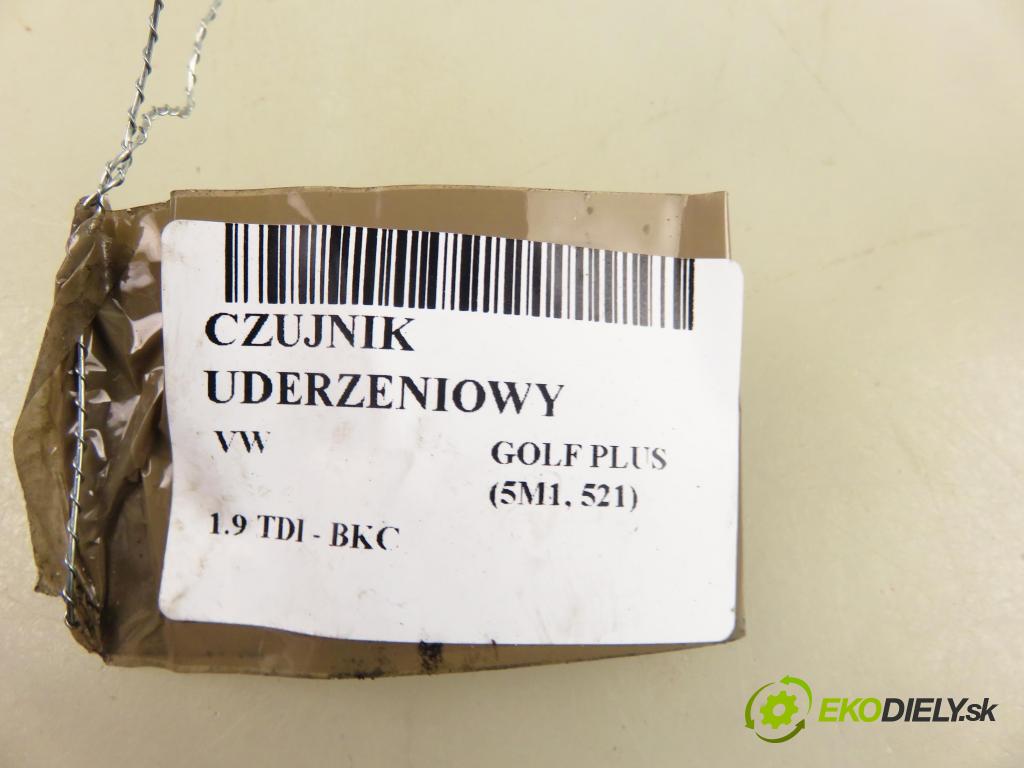 CZUJNIK
UDERZENIOWY
VW
GOLF PLUS
(5M1, 521)
1.9 TDI - BKC
EKODIELY.sk